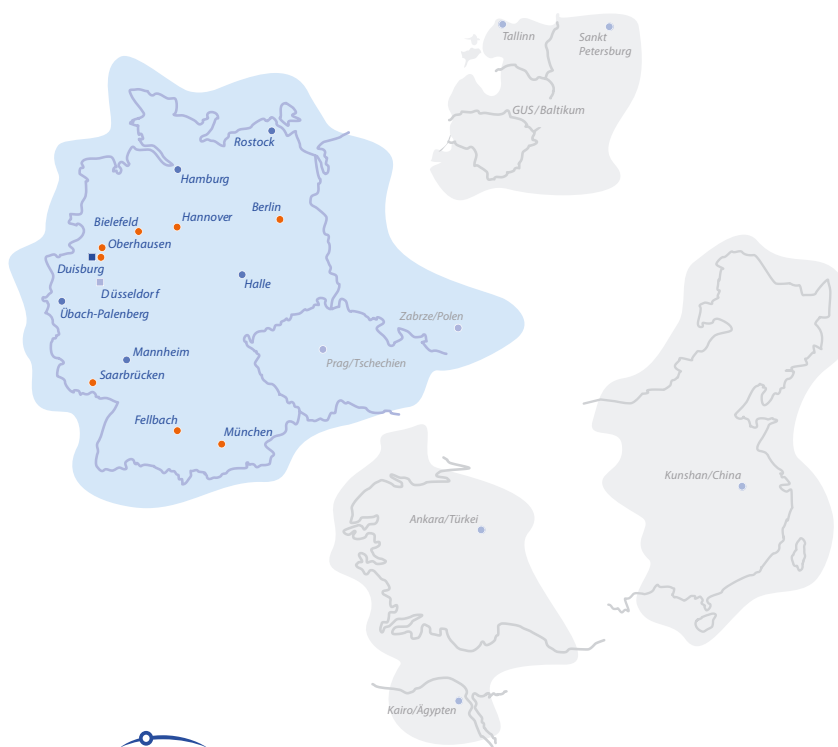 Tallinn
Sankt
Petersburg
GUS/Baltikum
Rostock
Hamburg
Berlin
Hannover
Bielefeld
Oberhausen
Duisburg
Düsseldorf
Halle
Übach-Palenberg
Zabrze/Polen
Mannheim
Prag/Tschechien
Saarbrücken
Fellbach
München
Kunshan/China
Ankara/Türkei
Kairo/Ägypten